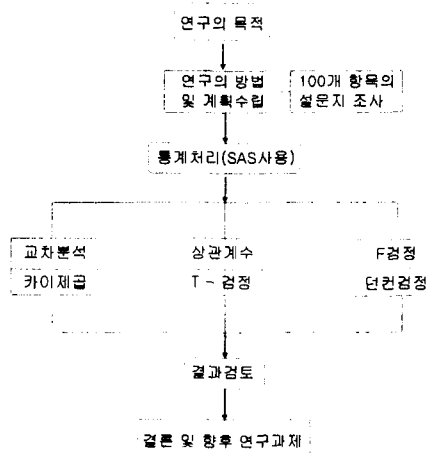 연구의 목적
연구의 방법
및 계획수립
100개 항목의
설문지 조사
통계처리(SAS사용)
교차분석 상관계수 F검정
카이제곱 T - 검정 던컨검정
결과검토
결론 및 향후 연구과제